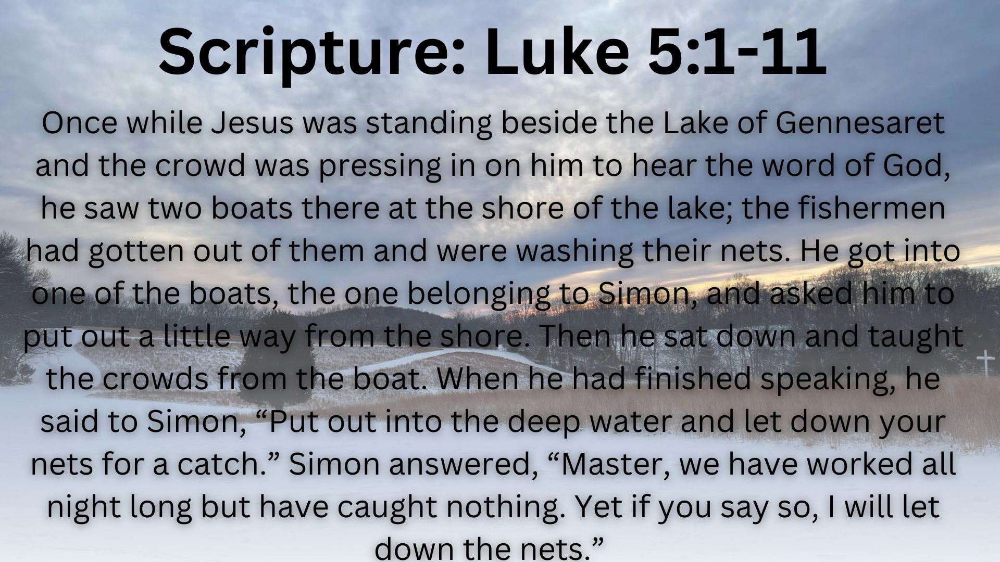 Scripture: Luke 5:1-11
Once while Jesus was standing beside the Lake of Gennesaret
and the crowd was pressing in on him to hear the word of God,
he saw two boats there at the shore of the lake; the fishermen
had gotten out of them and were washing their nets. He got into
one of the boats, the one belonging to Simon, and asked him to
put out a little way from the shore. Then he sat down and taught
the crowds from the boat. When he had finished speaking, he
said to Simon, “Put out into the deep water and let down your
nets for a catch.” Simon answered, “Master, we have worked all
night long but have caught nothing. Yet if you say so, I will let
down the nets.”